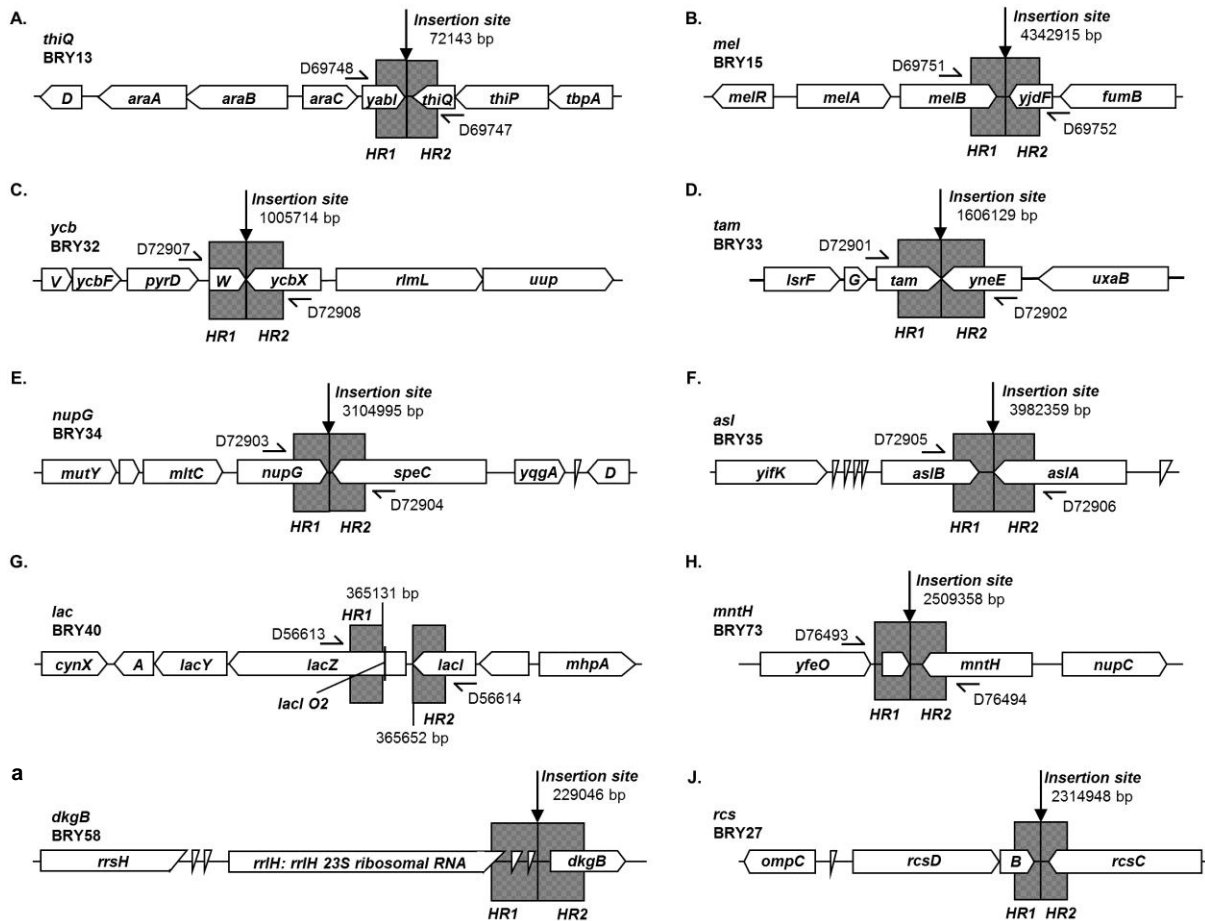 A.
thiQ
BRY13
Insertion site
72143 bp
D69748
D
araA
araB
araC
yabI
thiQ
thiP
tbpA
D69747
HR1
HR2
B.
mel
BRY15
Insertion site
4342915 bp
D69751
melR
melA
melB
yjdF
fumB
D69752
HR1
HR2
C.
ycb
BRY32
Insertion site
1005714 bp
D72907
V
ycbF
pyrD
W
ycbX
rlmL
uup
D72908
HR1
HR2
D.
tam
BRY33
Insertion site
1606129 bp
D72901
lsrF
G
tam
yneE
uxaB
D72902
HR1
HR2
E.
nupG
BRY34
Insertion site
3104995 bp
D72903
mutY
mltC
nupG
speC
yqgA
D
D72904
HR1
HR2
F.
asl
BRY35
Insertion site
3982359 bp
D72905
yifK
aslB
aslA
D72906
HR1
HR2
G.
lac
BRY40
365131 bp
HR1
D56613
cynX
A
lacY
lacZ
lacI
mhpA
lacI O2
D56614
HR2
365652 bp
H.
mntH
BRY73
Insertion site
2509358 bp
D76493
yfeO
mntH
nupC
D76494
HR1
HR2
a
dkgB
BRY58
Insertion site
229046 bp
rrsH
rrlH: rrlH 23S ribosomal RNA
dkgB
HR1
HR2
J.
rcs
BRY27
Insertion site
2314948 bp
ompC
rcsD
B
rcsC
HR1
HR2